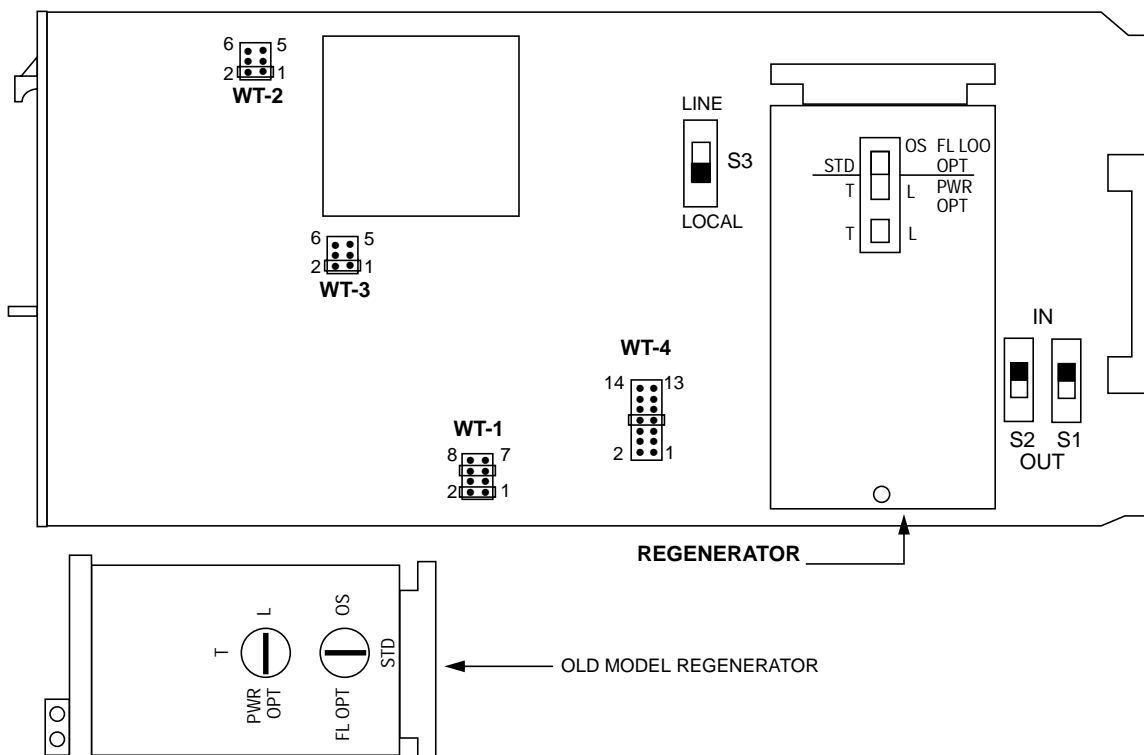 6 5
2 1
WT-2
LINE
S3
LOCAL
OS FL LOO
STD OPT
T L PWR
OPT
T L
6 5
2 1
WT-3
IN
S2 S1
OUT
WT-4
14 13
2 1
WT-1
8 7
2 1
REGENERATOR
L OS
T STD
PWR
OPT
FL OPT
OLD MODEL REGENERATOR